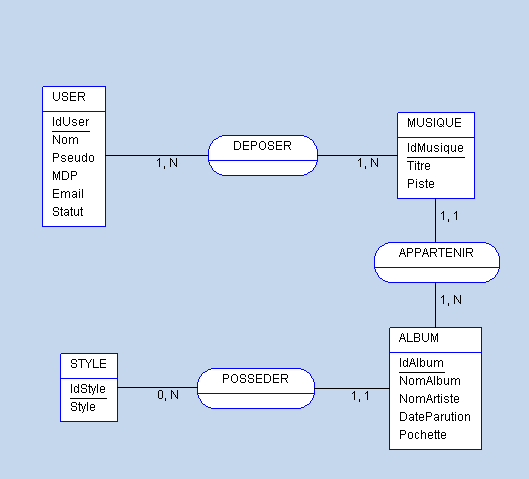 USER
IdUser
Nom
Pseudo
MDP
Email
Statut
1, N
DEPOSER
1, N
MUSIQUE
IdMusique
Titre
Piste
1, 1
APPARTENIR
1, N
ALBUM
IdAlbum
NomAlbum
NomArtiste
DateParution
Pochette
STYLE
IdStyle
Style
0, N
POSSEDER
1, 1